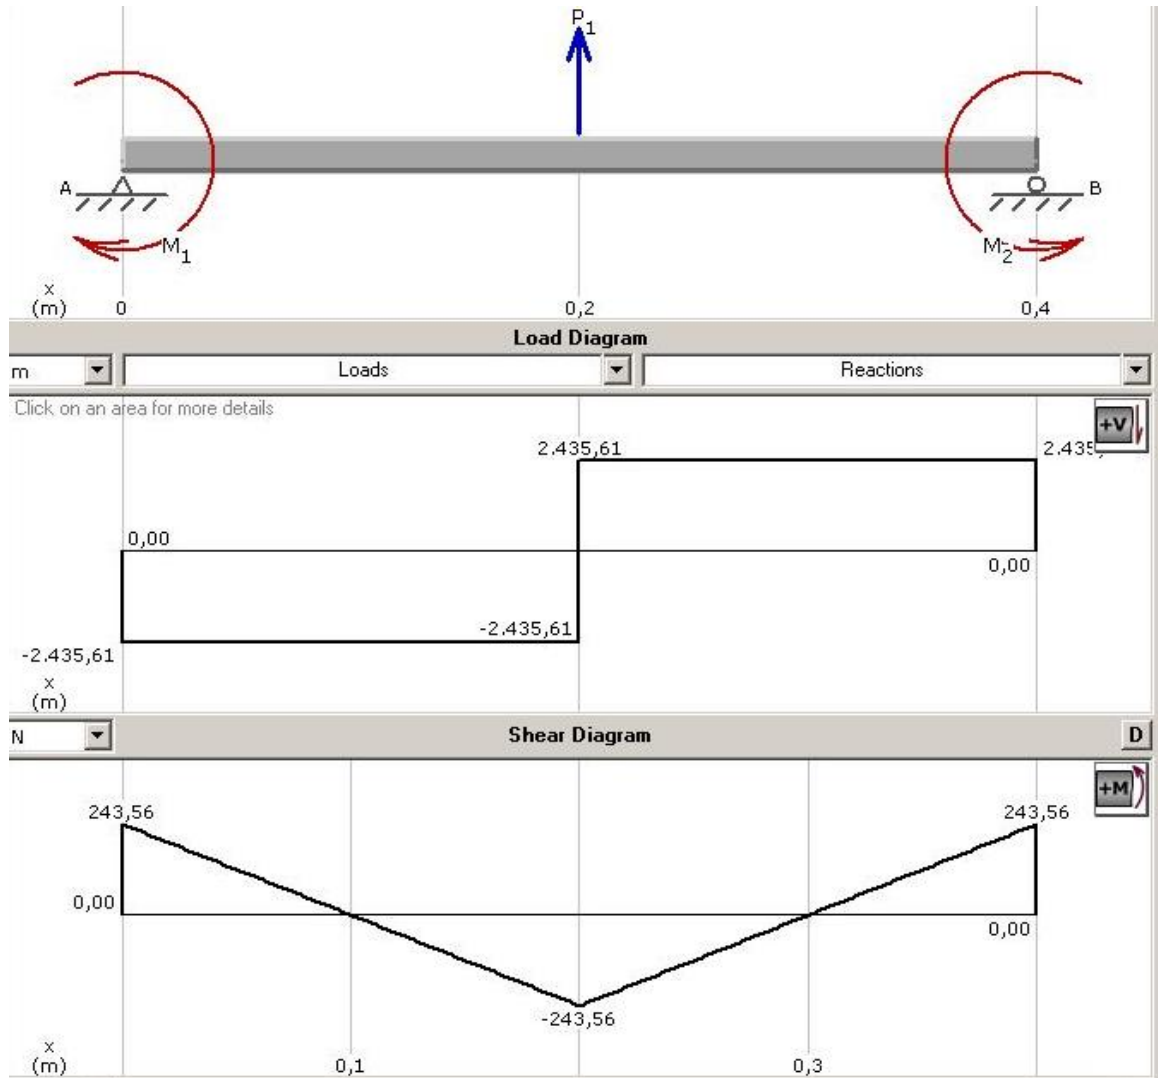 P1
A
B
M1
M2
x
(m) 0 0,2 0,4
Load Diagram
m Loads Reactions
Click on an area for more details
+V
2.435,61 2.435,
0,00
0,00
-2.435,61
-2.435,61
x
(m)
N Shear Diagram D
+M
243,56 243,56
0,00
0,00
-243,56
x
(m) 0,1 0,3